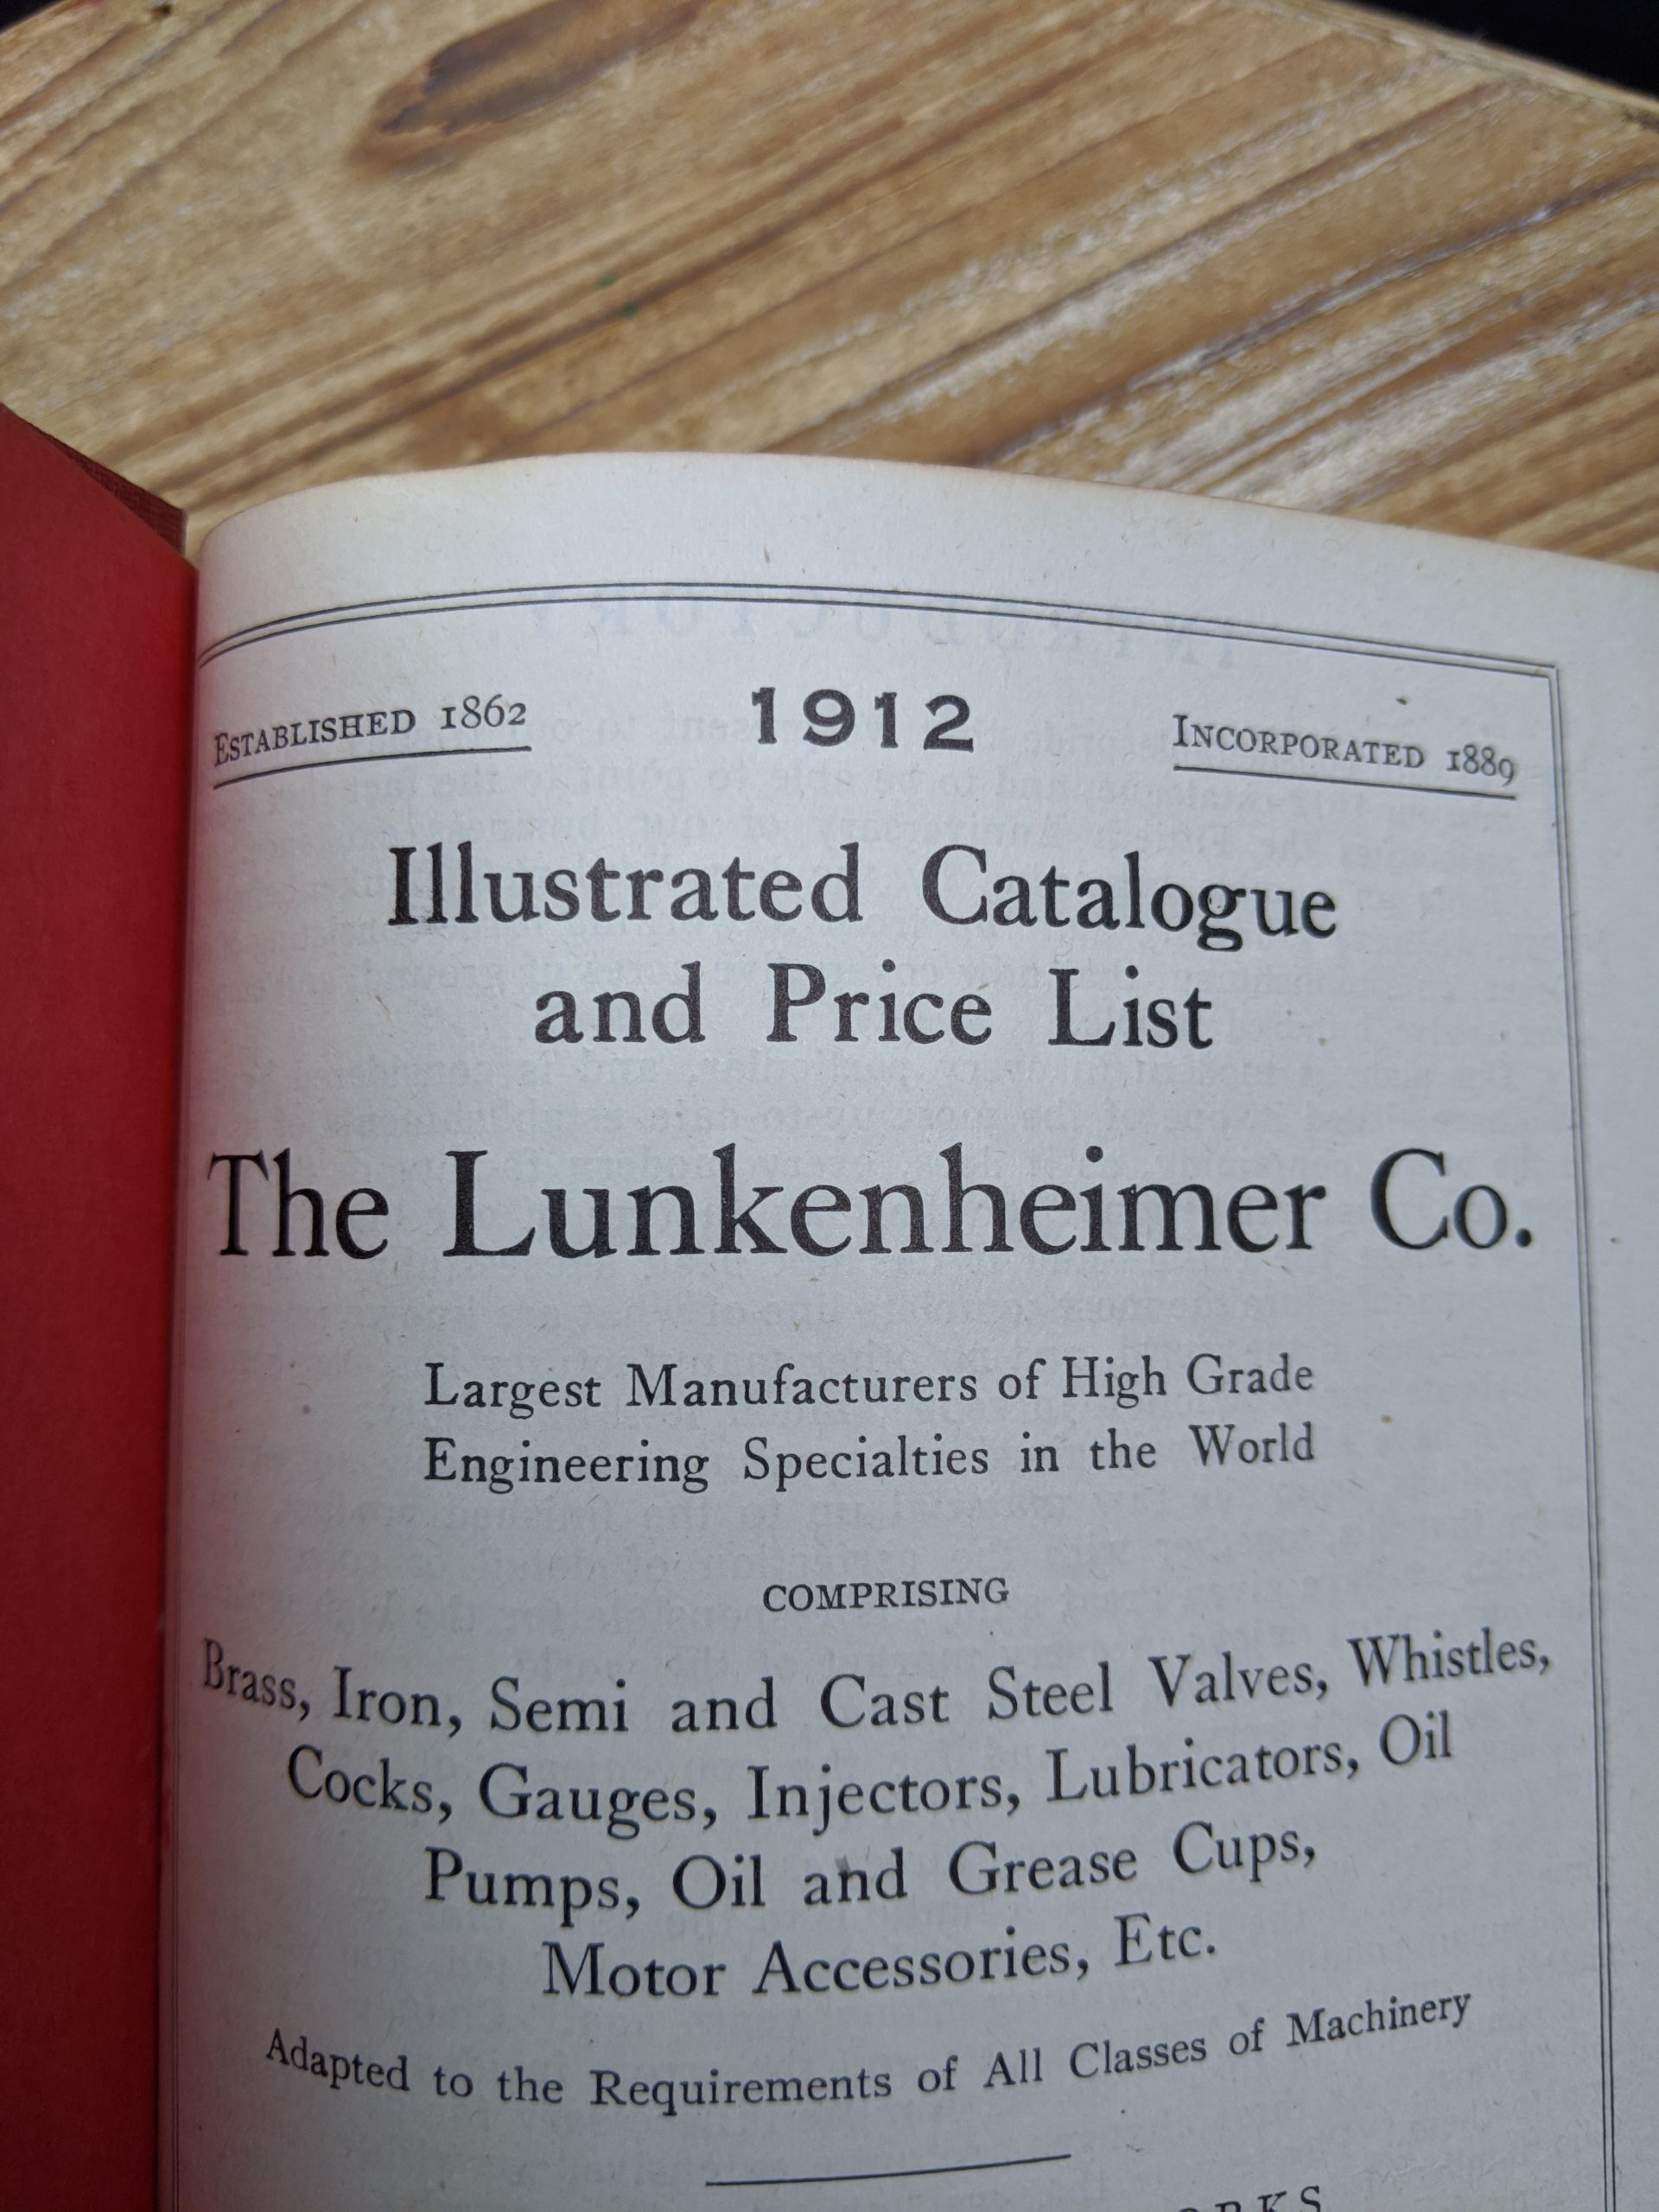 ESTABLISHED 1862
1912
INCORPORATED 1889
Illustrated Catalogue
and Price List
The Lunkenheimer Co.
Largest Manufacturers of High Grade
Engineering Specialties in the World
COMPRISING
Brass, Iron, Semi and Cast Steel Valves, Whistles,
Cocks, Gauges, Injectors, Lubricators, Oil
Pumps, Oil and Grease Cups,
Motor Accessories, Etc.
Adapted to the Requirements of All Classes of Machinery